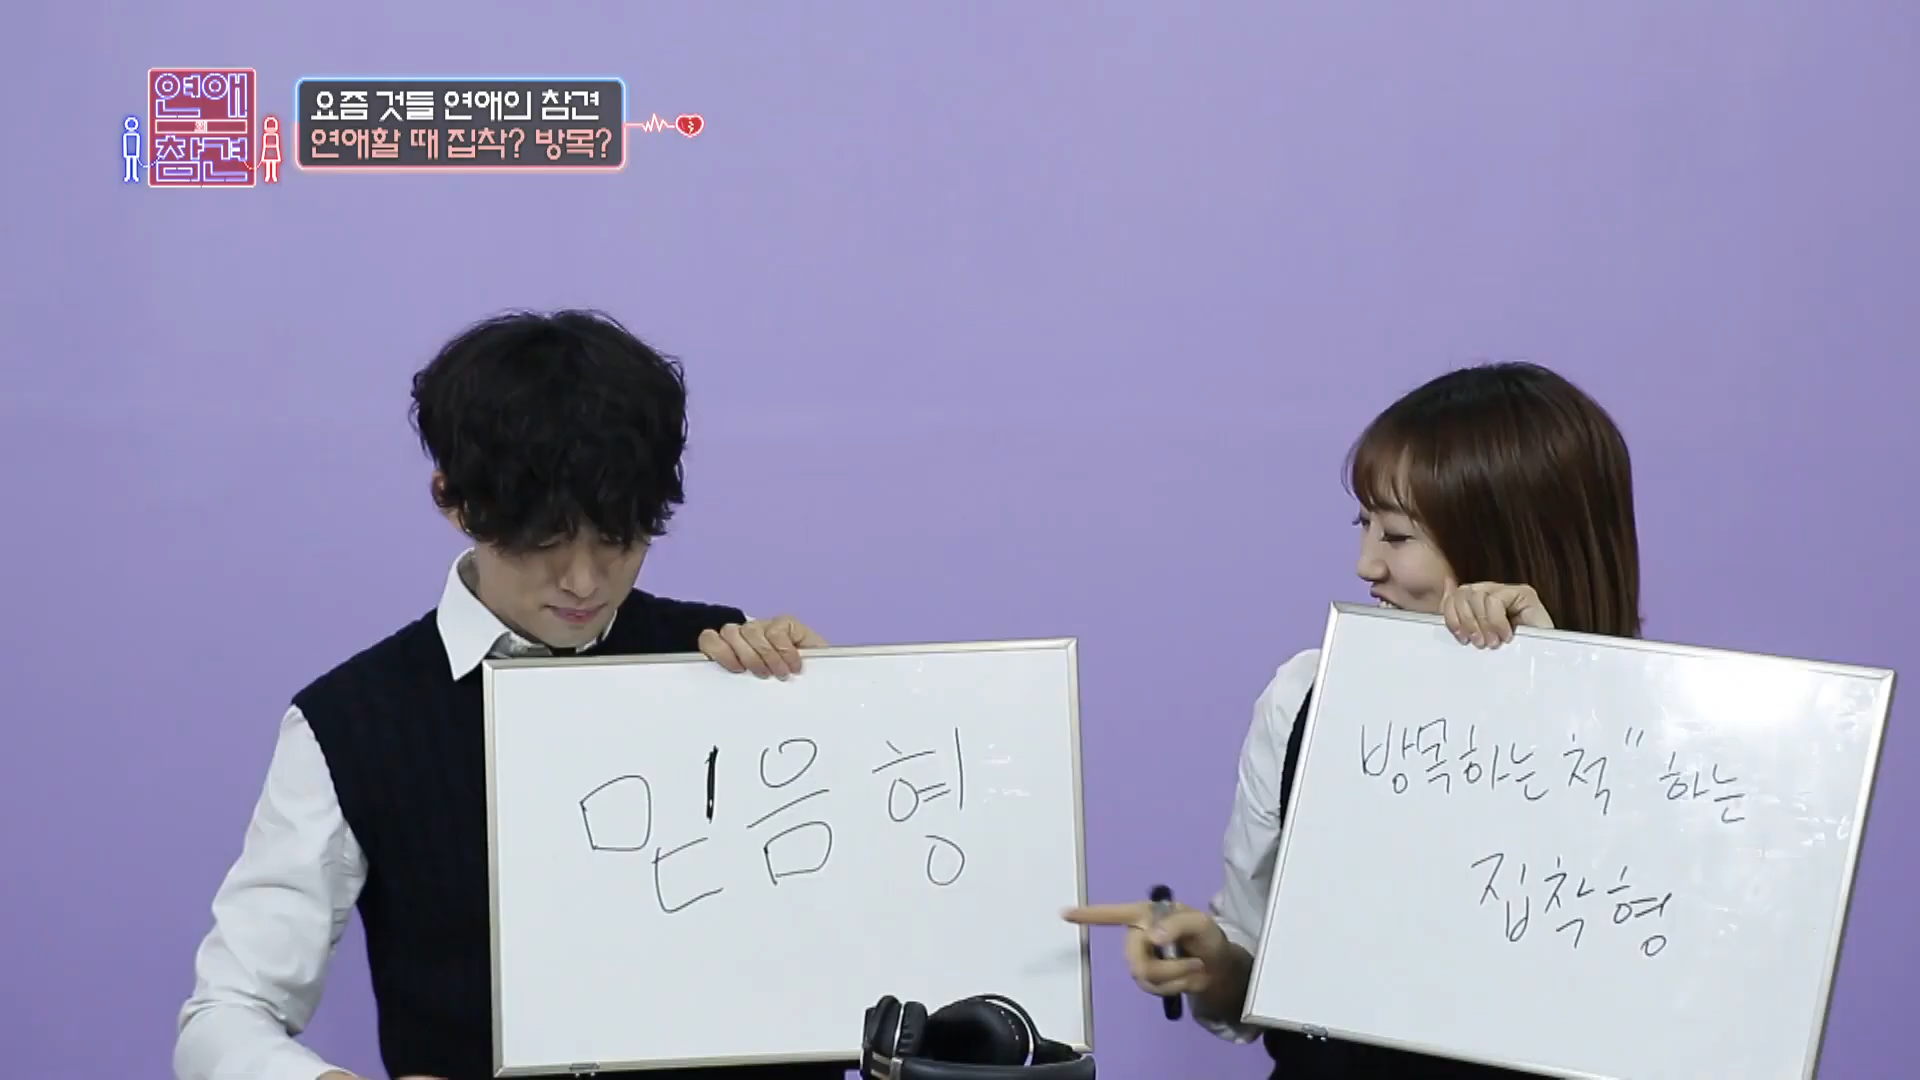 연애
의
참견
요즘 것들 연애의 참견
연애할 때 집착? 방목?
믿음형
방목하는 척" 하는
집착형